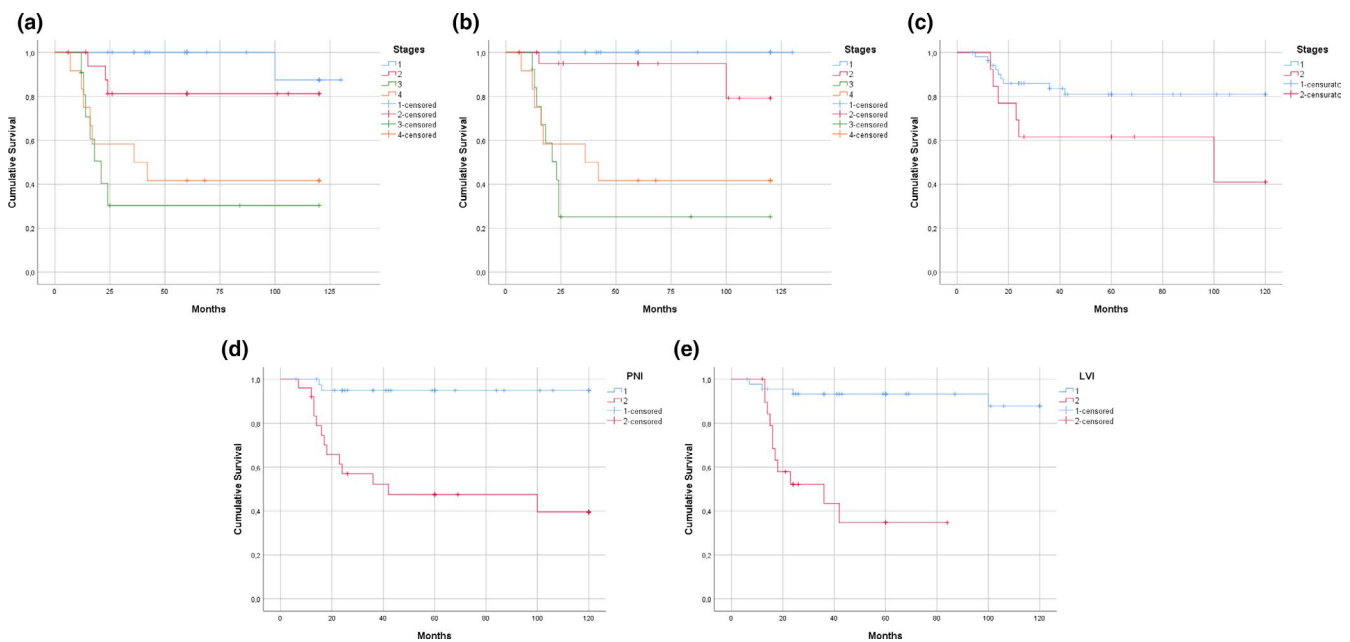 (a)
Stages
1
2
3
4
1-censored
2-censored
3-censored
4-censored
Cumulative Survival
1,0
0,8
0,6
0,4
0,2
0,0
0 25 50 75 100 125
Months
(b)
Stages
1
2
3
4
1-censored
2-censored
3-censored
4-censored
Cumulative Survival
1,0
0,8
0,6
0,4
0,2
0,0
0 25 50 75 100 125
Months
(c)
Stages
1
2
1-censuratc
2-censuratc
Cumulative Survival
1,0
0,8
0,6
0,4
0,2
0,0
0 20 40 60 80 100 120
Months
(d)
PNI
1
2
1-censored
2-censored
Cumulative Survival
1,0
0,8
0,6
0,4
0,2
0,0
0 20 40 60 80 100 120
Months
(e)
LVI
1
2
1-censored
2-censored
Cumulative Survival
1,0
0,8
0,6
0,4
0,2
0,0
0 20 40 60 80 100 120
Months